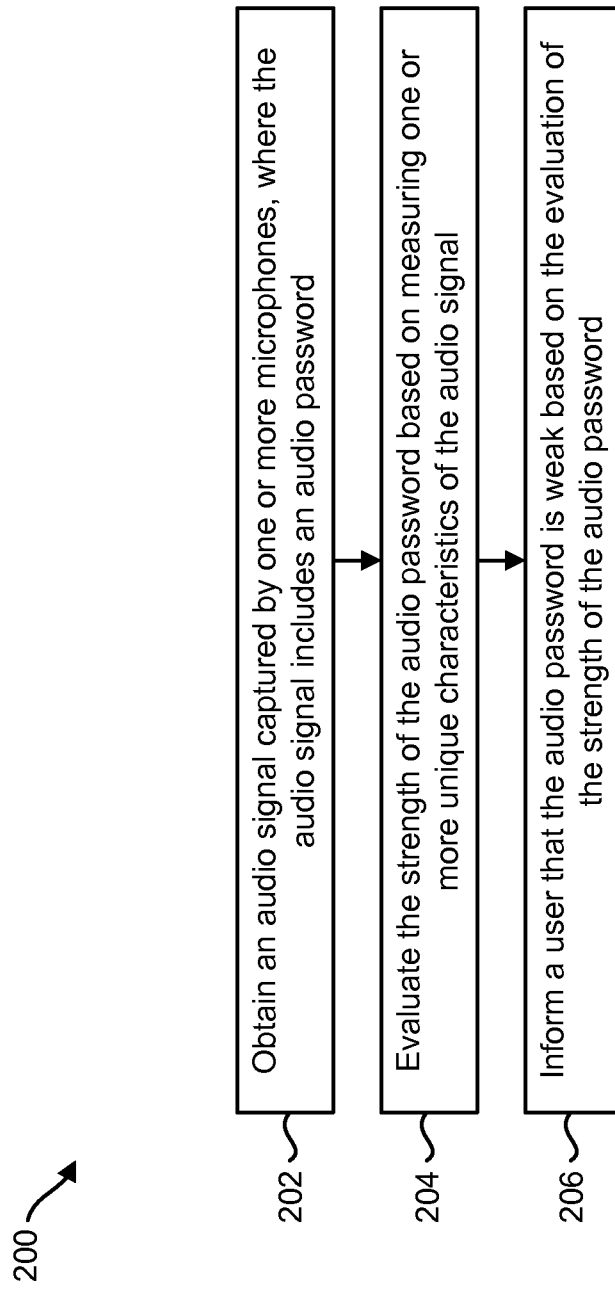 200
202
Obtain an audio signal captured by one or more microphones, where the
audio signal includes an audio password
204
Evaluate the strength of the audio password based on measuring one or
more unique characteristics of the audio signal
206
Inform a user that the audio password is weak based on the evaluation of
the strength of the audio password